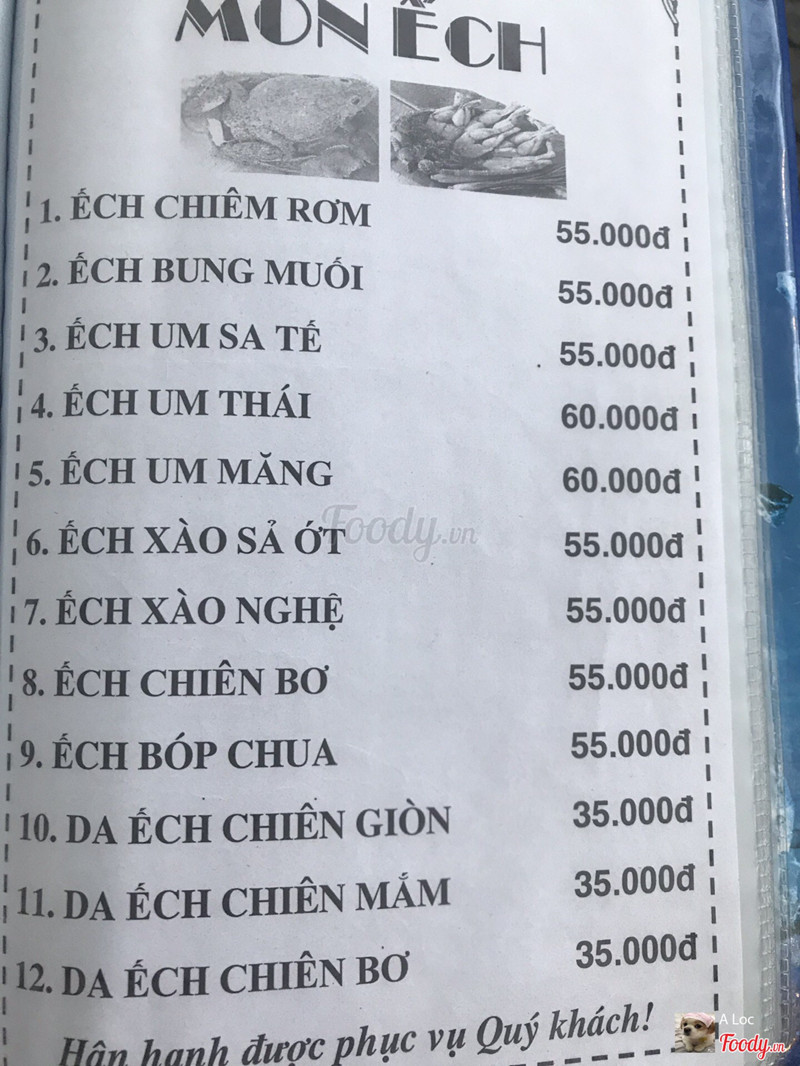 MÓN ẾCH
1. ẾCH CHIÊM RƠM 55.000đ
2. ẾCH BUNG MUỐI 55.000đ
3. ẾCH UM SA TẾ 55.000đ
4. ẾCH UM THÁI 60.000đ
5. ẾCH UM MĂNG 60.000đ
Foody.vn
6. ẾCH XÀO SẢ ỚT 55.000đ
7. ẾCH XÀO NGHỆ 55.000đ
8. ẾCH CHIÊN BƠ 55.000đ
9. ẾCH BÓP CHUA 55.000đ
10. DA ẾCH CHIÊN GIÒN 35.000đ
11. DA ẾCH CHIÊN MẮM 35.000đ
12. DA ẾCH CHIÊN BƠ 35.000đ
Hân hạnh được phục vụ Quý khách!
A Loc
Foody.vn